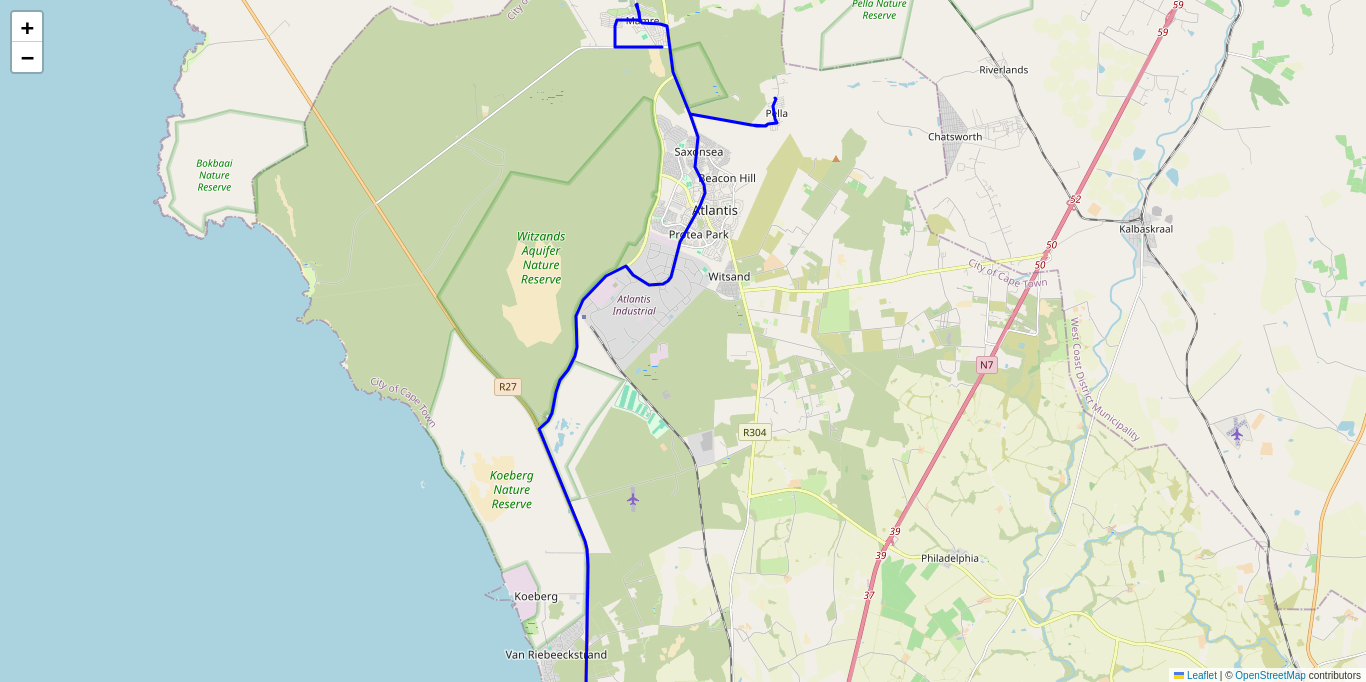 +
−
City of
Mamre
Pella Nature
Reserve
59
59
Riverlands
Pella
Chatsworth
Saxonsea
Bokbaai
Nature
Reserve
Beacon Hill
52
Atlantis
Kalbaskraal
Witzands
Aquifer
Nature
Reserve
Protea Park
50
50
City of Cape Town
Witsand
Atlantis
Industrial
West Coast District Municipality
N7
R27
City of Cape Town
R304
Koeberg
Nature
Reserve
39
39
Philadelphia
37
Koeberg
Van Riebeeckstrand
Leaflet | © OpenStreetMap contributors